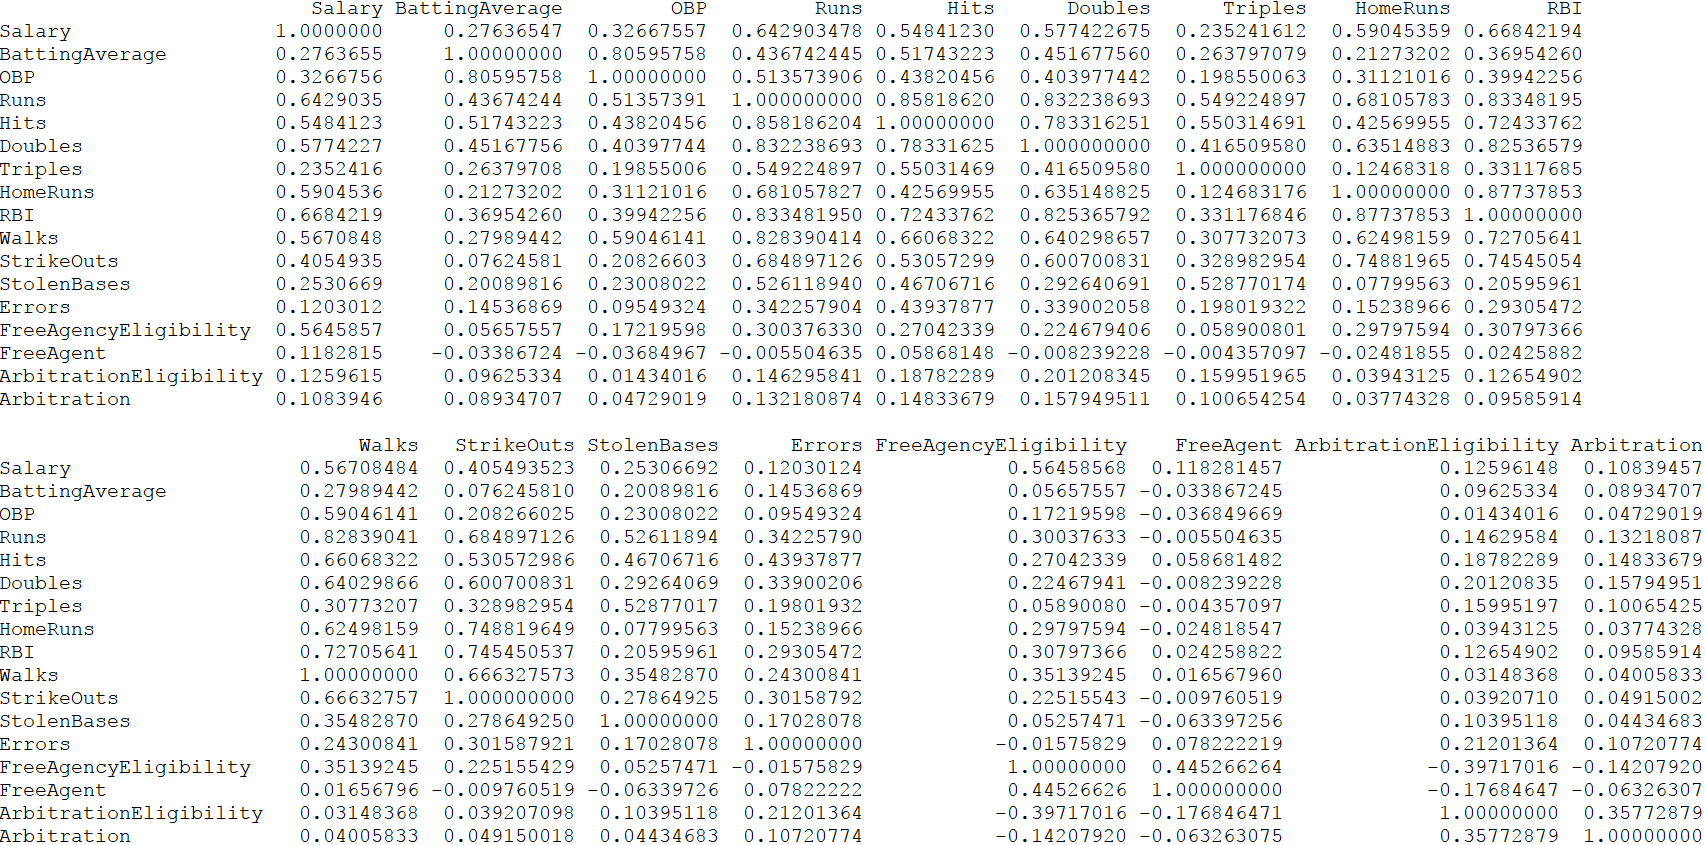 Salary BattingAverage OBP Runs Hits Doubles Triples HomeRuns RBI
Salary 1.0000000 0.27636547 0.32667557 0.642903478 0.54841230 0.577422675 0.235241612 0.59045359 0.66842194
BattingAverage 0.2763655 1.00000000 0.80595758 0.436742445 0.51743223 0.451677560 0.263797079 0.21273202 0.36954260
OBP 0.3266756 0.80595758 1.00000000 0.513573906 0.43820456 0.403977442 0.198550063 0.31121016 0.39942256
Runs 0.6429035 0.43674244 0.51357391 1.000000000 0.85818620 0.832238693 0.549224897 0.68105783 0.83348195
Hits 0.5484123 0.51743223 0.43820456 0.858186204 1.00000000 0.783316251 0.550314691 0.42569955 0.72433762
Doubles 0.5774227 0.45167756 0.40397744 0.832238693 0.78331625 1.000000000 0.416509580 0.63514883 0.82536579
Triples 0.2352416 0.26379708 0.19855006 0.549224897 0.55031469 0.416509580 1.000000000 0.12468318 0.33117685
HomeRuns 0.5904536 0.21273202 0.31121016 0.681057827 0.42569955 0.635148825 0.124683176 1.00000000 0.87737853
RBI 0.6684219 0.36954260 0.39942256 0.833481950 0.72433762 0.825365792 0.331176846 0.87737853 1.00000000
Walks 0.5670848 0.27989442 0.59046141 0.828390414 0.66068322 0.640298657 0.307732073 0.62498159 0.72705641
StrikeOuts 0.4054935 0.07624581 0.20826603 0.684897126 0.53057299 0.600700831 0.328982954 0.74881965 0.74545054
StolenBases 0.2530669 0.20089816 0.23008022 0.526118940 0.46706716 0.292640691 0.528770174 0.07799563 0.20595961
Errors 0.1203012 0.14536869 0.09549324 0.342257904 0.43937877 0.339002058 0.198019322 0.15238966 0.29305472
FreeAgencyEligibility 0.5645857 0.05657557 0.17219598 0.300376330 0.27042339 0.224679406 0.058900801 0.29797594 0.30797366
FreeAgent 0.1182815 -0.03386724 -0.03684967 -0.005504635 0.05868148 -0.008239228 -0.004357097 -0.02481855 0.02425882
ArbitrationEligibility 0.1259615 0.09625334 0.01434016 0.146295841 0.18782289 0.201208345 0.159951965 0.03943125 0.12654902
Arbitration 0.1083946 0.08934707 0.04729019 0.132180874 0.14833679 0.157949511 0.100654254 0.03774328 0.09585914
Walks StrikeOuts StolenBases Errors FreeAgencyEligibility FreeAgent ArbitrationEligibility Arbitration
Salary 0.56708484 0.405493523 0.25306692 0.12030124 0.56458568 0.118281457 0.12596148 0.10839457
BattingAverage 0.27989442 0.076245810 0.20089816 0.14536869 0.05657557 -0.033867245 0.09625334 0.08934707
OBP 0.59046141 0.208266025 0.23008022 0.09549324 0.17219598 -0.036849669 0.01434016 0.04729019
Runs 0.82839041 0.684897126 0.52611894 0.34225790 0.30037633 -0.005504635 0.14629584 0.13218087
Hits 0.66068322 0.530572986 0.46706716 0.43937877 0.27042339 0.058681482 0.18782289 0.14833679
Doubles 0.64029866 0.600700831 0.29264069 0.33900206 0.22467941 -0.008239228 0.20120835 0.15794951
Triples 0.30773207 0.328982954 0.52877017 0.19801932 0.05890080 -0.004357097 0.15995197 0.10065425
HomeRuns 0.62498159 0.748819649 0.07799563 0.15238966 0.29797594 -0.024818547 0.03943125 0.03774328
RBI 0.72705641 0.745450537 0.20595961 0.29305472 0.30797366 0.024258822 0.12654902 0.09585914
Walks 1.00000000 0.666327573 0.35482870 0.24300841 0.35139245 0.016567960 0.03148368 0.04005833
StrikeOuts 0.66632757 1.000000000 0.27864925 0.30158792 0.22515543 -0.009760519 0.03920710 0.04915002
StolenBases 0.35482870 0.278649250 1.00000000 0.17028078 0.05257471 -0.063397256 0.10395118 0.04434683
Errors 0.24300841 0.301587921 0.17028078 1.00000000 -0.01575829 0.078222219 0.21201364 0.10720774
FreeAgencyEligibility 0.35139245 0.225155429 0.05257471 -0.01575829 1.00000000 0.445266264 -0.39717016 -0.14207920
FreeAgent 0.01656796 -0.009760519 -0.06339726 0.07822222 0.44526626 1.000000000 -0.17684647 -0.06326307
ArbitrationEligibility 0.03148368 0.039207098 0.10395118 0.21201364 -0.39717016 -0.176846471 1.00000000 0.35772879
Arbitration 0.04005833 0.049150018 0.04434683 0.10720774 -0.14207920 -0.063263075 0.35772879 1.00000000